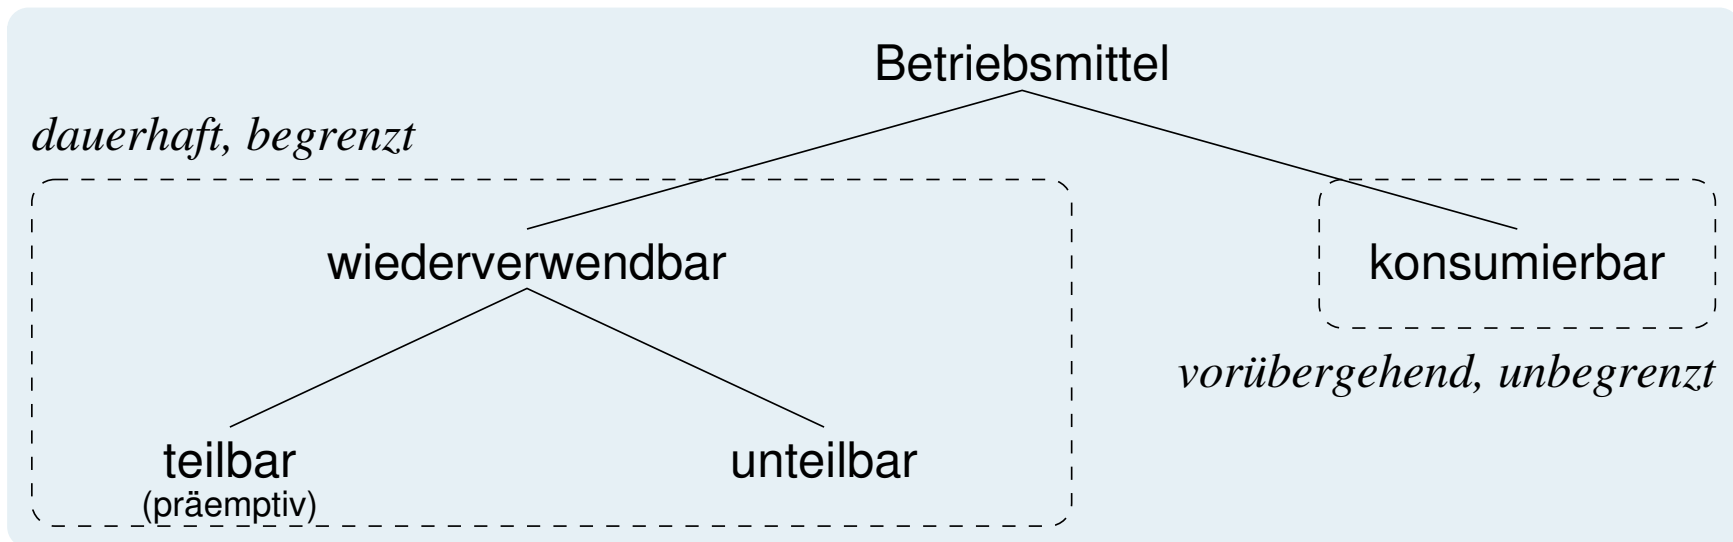 Betriebsmittel
dauerhaft, begrenzt
wiederverwendbar
konsumierbar
vorübergehend, unbegrenzt
teilbar
(präemptiv)
unteilbar